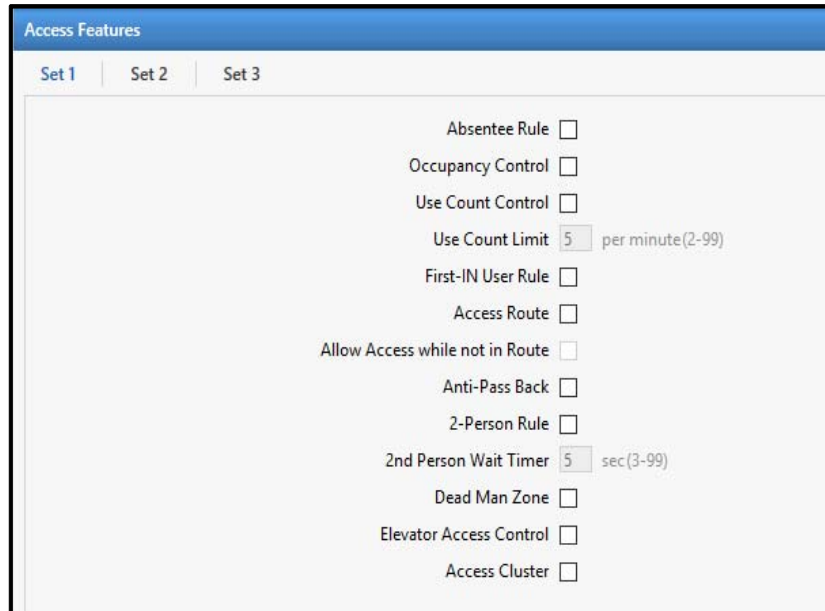 Access Features
Set 1 Set 2 Set 3
Absentee Rule
Occupancy Control
Use Count Control
Use Count Limit 5 per minute(2-99)
First-IN User Rule
Access Route
Allow Access while not in Route
Anti-Pass Back
2-Person Rule
2nd Person Wait Timer 5 sec(3-99)
Dead Man Zone
Elevator Access Control
Access Cluster